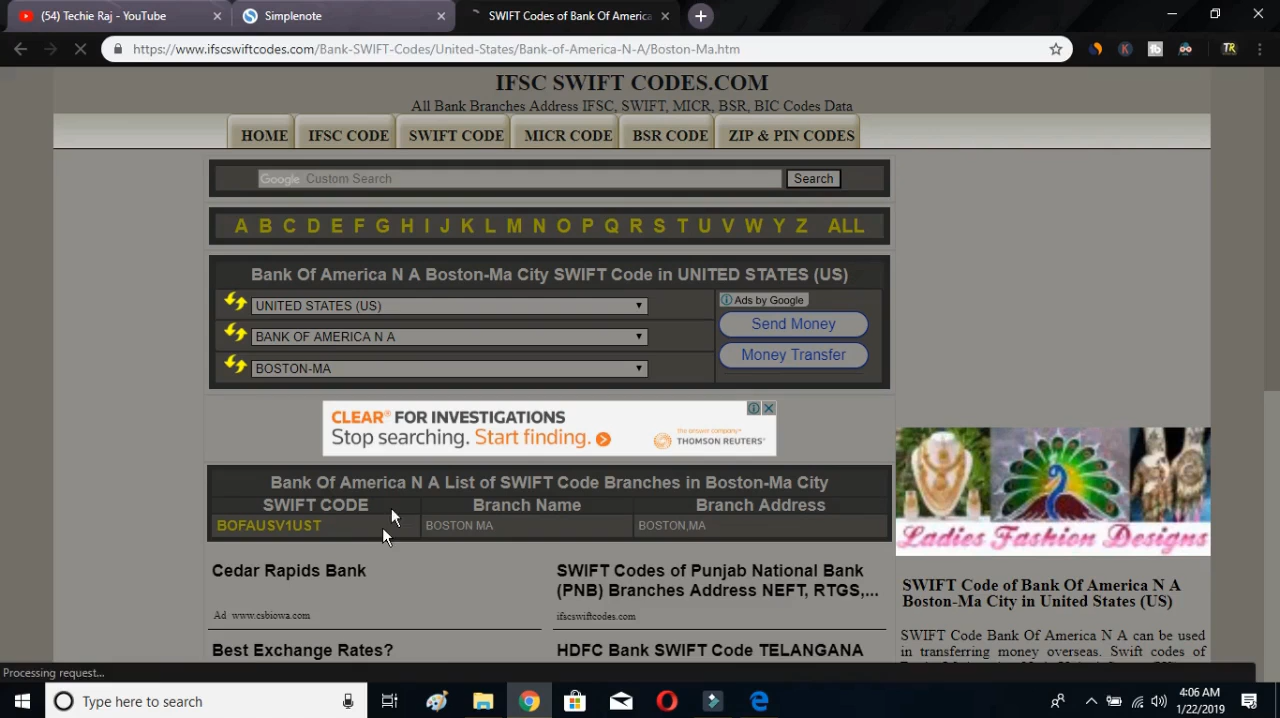 (54) Techie Raj - YouTube
Simplenote
SWIFT Codes of Bank Of America
https://www.ifscswiftcodes.com/Bank-SWIFT-Codes/United-States/Bank-of-America-N-A/Boston-Ma.htm
IFSC SWIFT CODES.COM
All Bank Branches Address IFSC, SWIFT, MICR, BSR, BIC Codes Data
HOME IFSC CODE SWIFT CODE MICR CODE BSR CODE ZIP & PIN CODES
Google Custom Search Search
A B C D E F G H I J K L M N O P Q R S T U V W Y Z ALL
Bank Of America N A Boston-Ma City SWIFT Code in UNITED STATES (US)
UNITED STATES (US)
BANK OF AMERICA N A
BOSTON-MA
Ads by Google
Send Money
Money Transfer
CLEAR® FOR INVESTIGATIONS
Stop searching. Start finding.
the answer company™
THOMSON REUTERS®
Bank Of America N A List of SWIFT Code Branches in Boston-Ma City
SWIFT CODE Branch Name Branch Address
BOFAUSV1UST BOSTON MA BOSTON,MA
Cedar Rapids Bank
Ad www.csbiowa.com
SWIFT Codes of Punjab National Bank
(PNB) Branches Address NEFT, RTGS,...
ifscswiftcodes.com
Best Exchange Rates?
HDFC Bank SWIFT Code TELANGANA
Ladies Fashion Designs
SWIFT Code of Bank Of America N A
Boston-Ma City in United States (US)
SWIFT Code Bank Of America N A can be used
in transferring money overseas. Swift codes of
Processing request...
Type here to search
4:06 AM
1/22/2019